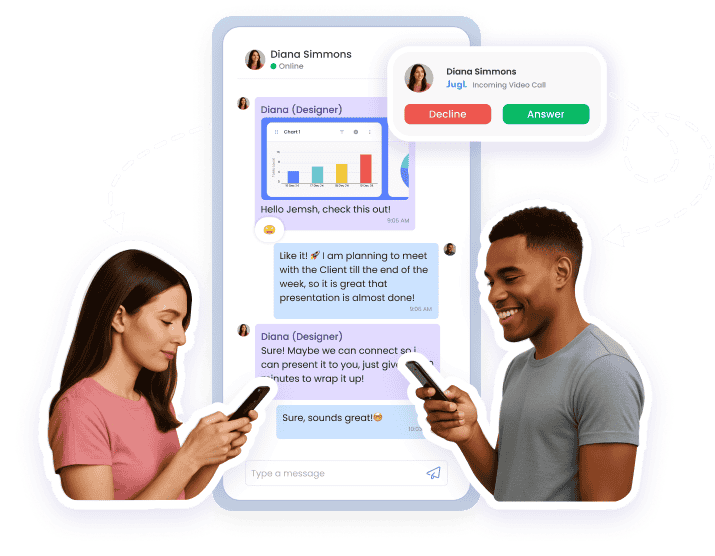 Diana Simmons
Online
Diana Simmons
Jugl. Incoming Video Call
Decline
Answer
Diana (Designer)
Chart 1
Hello Jemsh, check this out!
9:05 AM
Like it! 🚀 I am planning to meet
with the Client till the end of the
week, so it is great that
presentation is almost done!
9:06 AM
Diana (Designer)
Sure! Maybe we can connect so i
can present it to you, just give
minutes to wrap it up!
Sure, sounds great!😍
Type a message